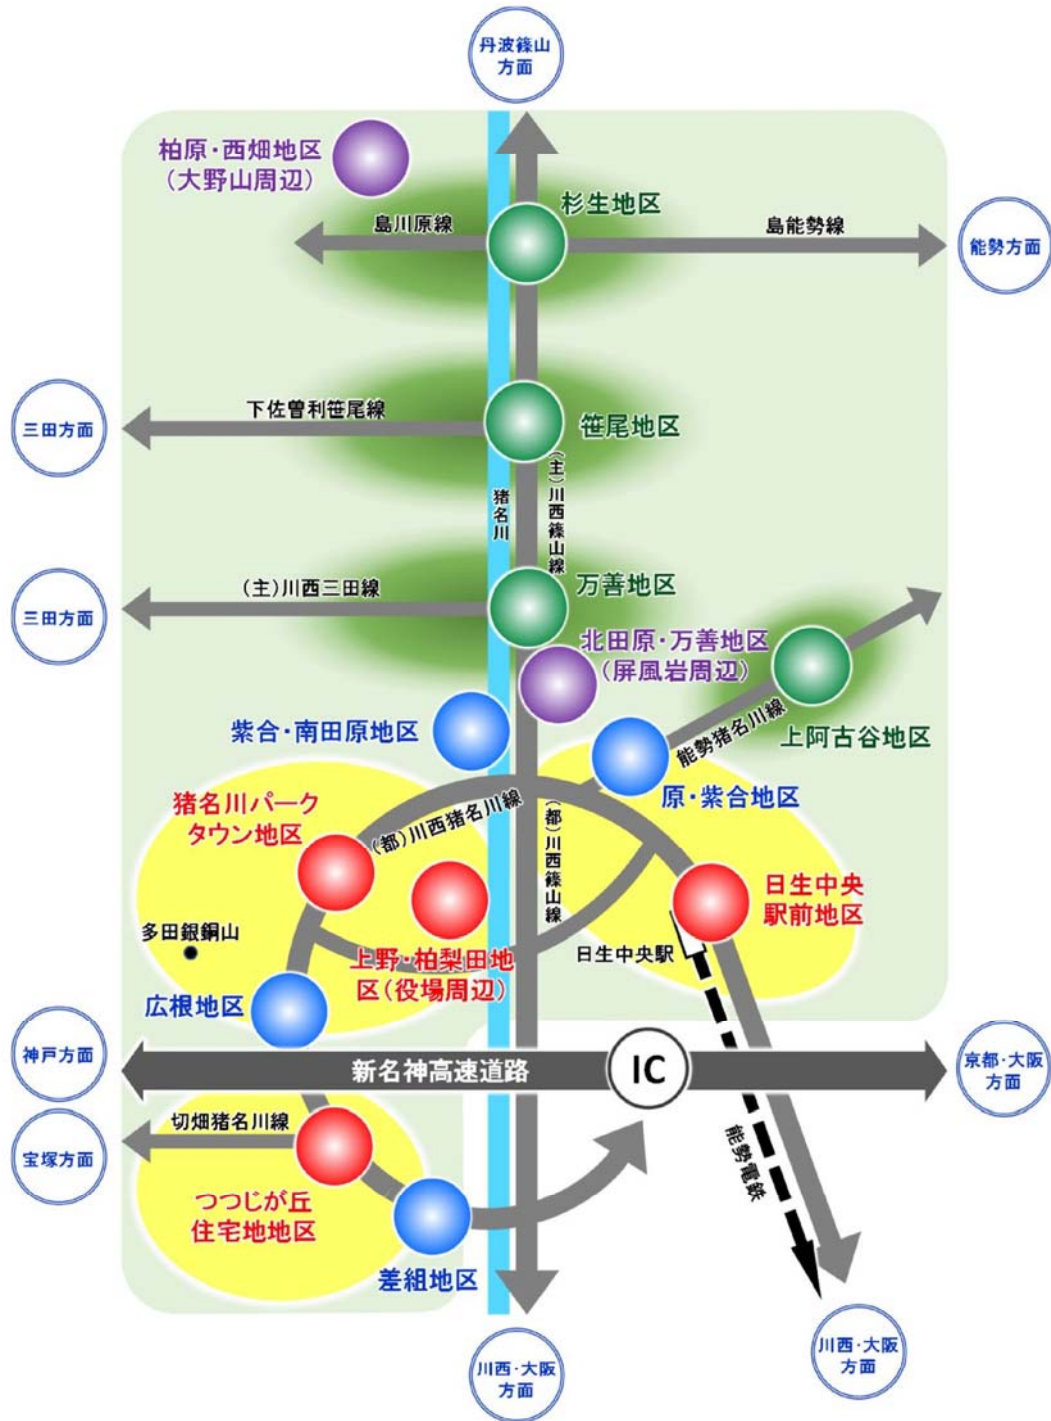 丹波篠山
方面
柏原・西畑地区
(大野山周辺)
杉生地区
島川原線
島能勢線
能勢方面
下佐曽利笹尾線
三田方面
笹尾地区
(主)川西篠山線
猪名川
(主)川西三田線
三田方面
万善地区
北田原・万善地区
(屏風岩周辺)
紫合・南田原地区
能勢猪名川線
上阿古谷地区
原・紫合地区
猪名川パーク
タウン地区
(都)川西猪名川線
(都)川西篠山線
日生中央
駅前地区
多田銀銅山
上野・柏梨田地
区(役場周辺)
日生中央駅
広根地区
神戸方面
新名神高速道路
IC
京都・大阪
方面
切畑猪名川線
宝塚方面
能勢電鉄
つつじが丘
住宅地地区
差組地区
川西・大阪
方面
川西・大阪
方面